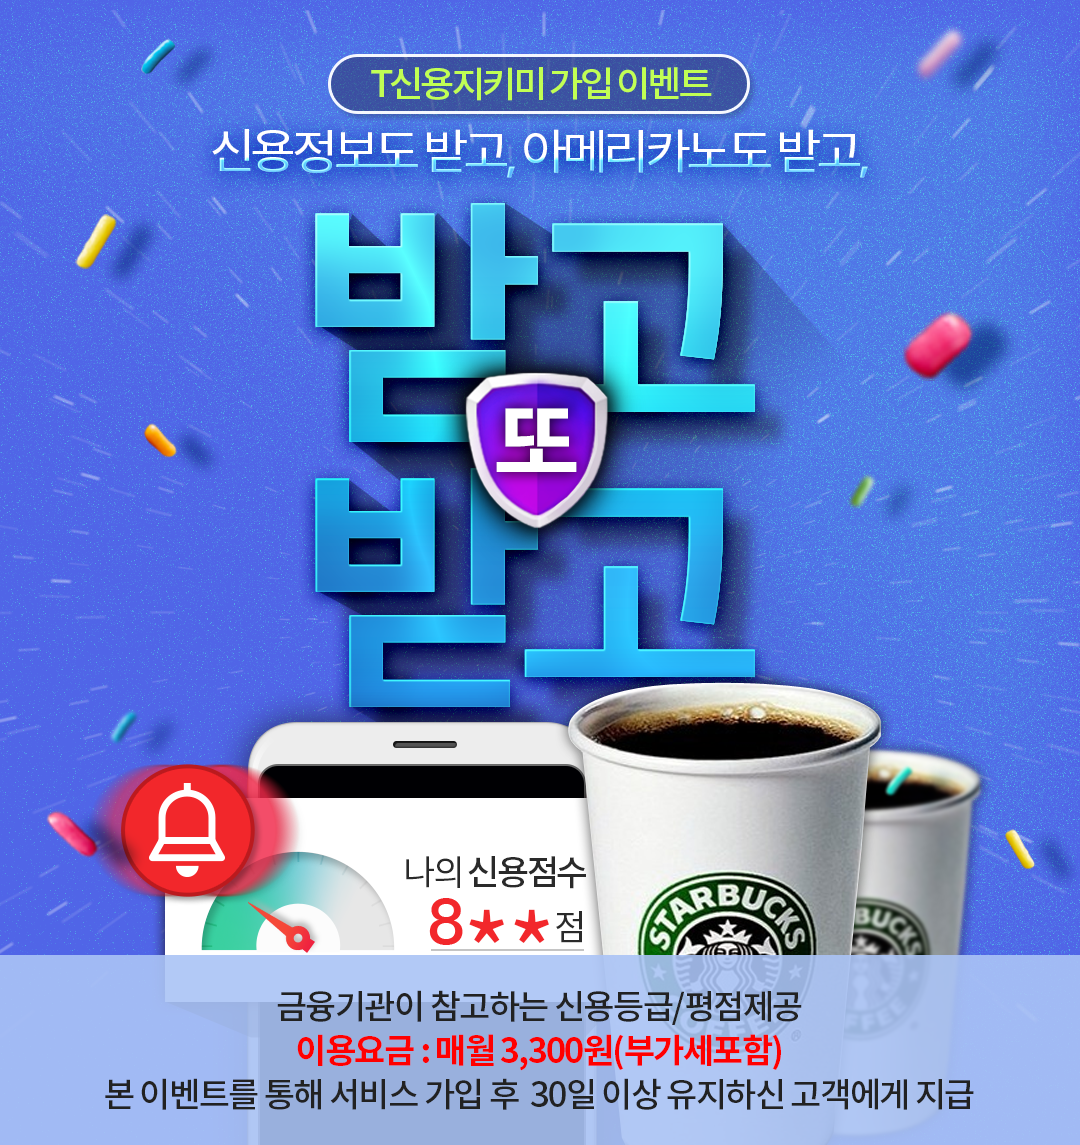 T신용지키미 가입 이벤트
신용정보도 받고, 아메리카노도 받고,
받고
또
받고
나의 신용점수
8**점
STARBUCKS
STARBUCKS
COFFEE
금융기관이 참고하는 신용등급/평점제공
이용요금 : 매월 3,300원(부가세포함)
본 이벤트를 통해 서비스 가입 후 30일 이상 유지하신 고객에게 지급